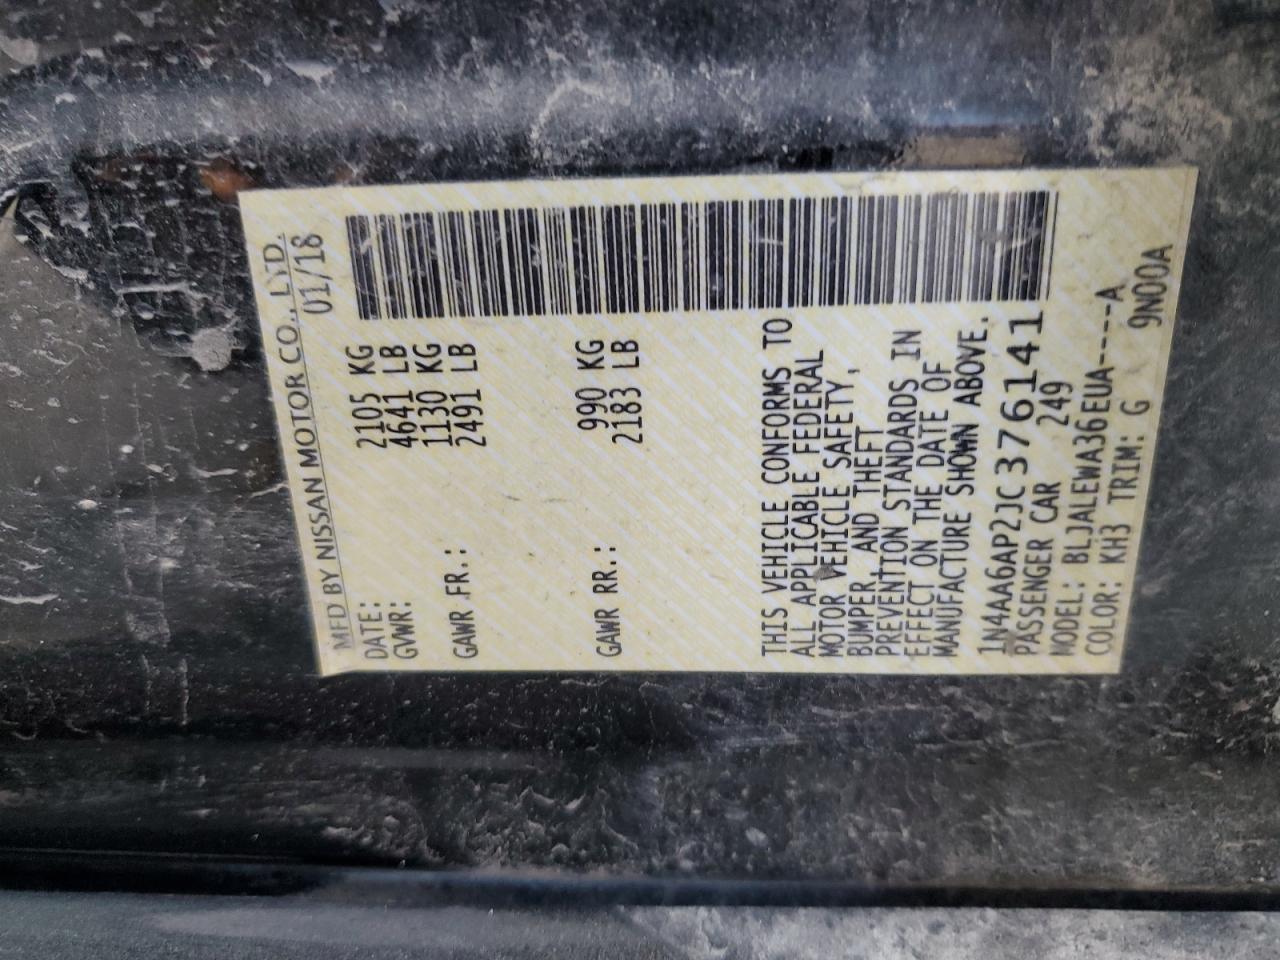 MFD BY NISSAN MOTOR CO., LTD.
DATE: 01/18
GVWR: 2105 KG
4641 LB
GAWR FR.: 1130 KG
2491 LB
GAWR RR.: 990 KG
2183 LB
THIS VEHICLE CONFORMS TO
ALL APPLICABLE FEDERAL
MOTOR VEHICLE SAFETY,
BUMPER, AND THEFT
PREVENTION STANDARDS IN
EFFECT ON THE DATE OF
MANUFACTURE SHOWN ABOVE.
1N4AA6AP2JC376141
PASSENGER CAR 249
MODEL: BLJALEWA36EUA-----A
COLOR: KH3 TRIM: G 9N00A